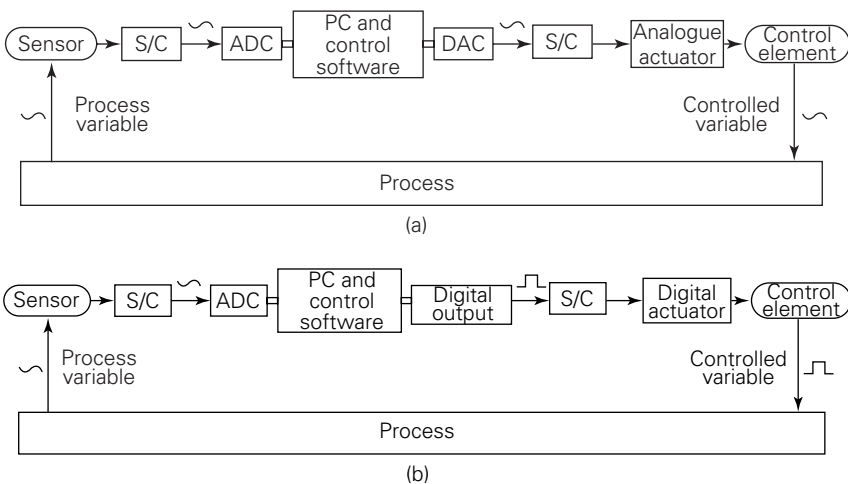 Sensor
S/C
ADC
PC and
control
software
DAC
S/C
Analogue
actuator
Control
element
Process
variable
Controlled
variable
Process
(a)
Sensor
S/C
ADC
PC and
control
software
Digital
output
S/C
Digital
actuator
Control
element
Process
variable
Controlled
variable
Process
(b)